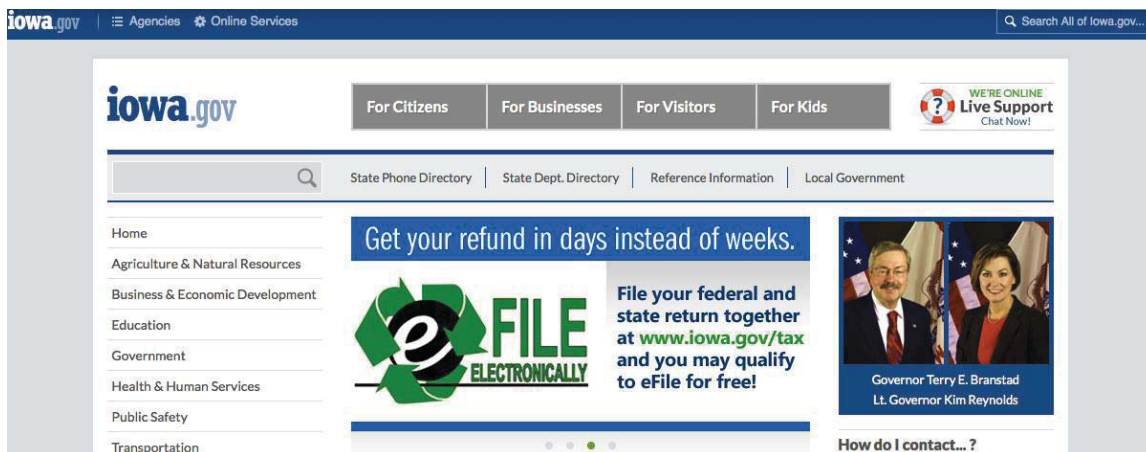 iowa.gov Agencies Online Services Search All of Iowa.gov...
iowa.gov
For Citizens For Businesses For Visitors For Kids
? WE'RE ONLINE
Live Support
Chat Now!
State Phone Directory State Dept. Directory Reference Information Local Government
Home
Agriculture & Natural Resources
Business & Economic Development
Education
Government
Health & Human Services
Public Safety
Transportation
Get your refund in days instead of weeks.
e FILE
ELECTRONICALLY
File your federal and
state return together
at www.iowa.gov/tax
and you may qualify
to eFile for free!
Governor Terry E. Branstad
Lt. Governor Kim Reynolds
How do I contact... ?